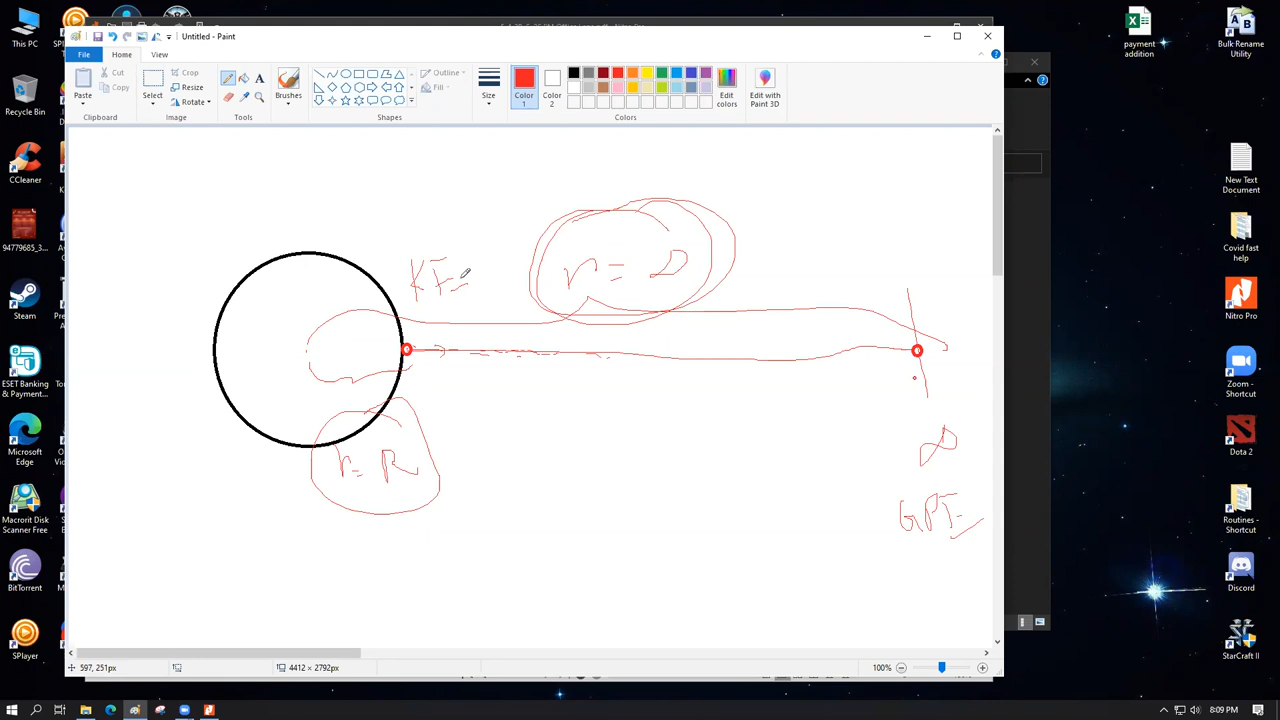 This PC
Recycle Bin
CCleaner
94779685_3...
Steam
ESET Banking & Paymen...
Microsoft Edge
Macrorit Disk Scanner Free
BitTorrent
SPlayer
Untitled - Paint
File
Home
View
Paste
Cut
Copy
Clipboard
Select
Crop
Resize
Rotate
Image
A
Tools
Brushes
Shapes
Outline
Fill
Size
Color 1
Color 2
Colors
Edit colors
Edit with Paint 3D
KE=
r =
r = R
∞
GPE
597, 251px
4412 × 2792px
100%
payment addition
Bulk Rename Utility
New Text Document
Covid fast help
Nitro Pro
Zoom - Shortcut
Dota 2
Routines - Shortcut
Discord
StarCraft II
8:09 PM